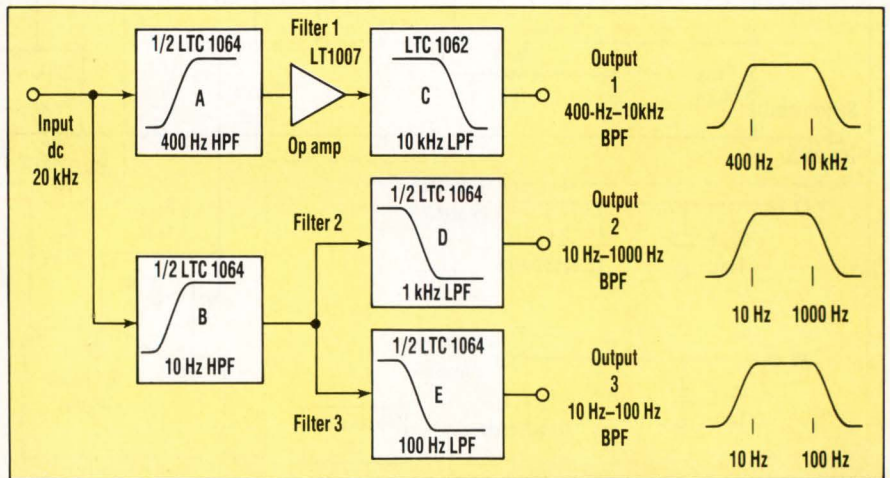 Filter 1
1/2 LTC 1064
A
400 Hz HPF
LT1007
Op amp
LTC 1062
C
10 kHz LPF
Output
1
400-Hz–10kHz
BPF
400 Hz
10 kHz
Input
dc
20 kHz
Filter 2
1/2 LTC 1064
D
1 kHz LPF
Output
2
10 Hz–1000 Hz
BPF
10 Hz
1000 Hz
1/2 LTC 1064
B
10 Hz HPF
Filter 3
1/2 LTC 1064
E
100 Hz LPF
Output
3
10 Hz–100 Hz
BPF
10 Hz
100 Hz